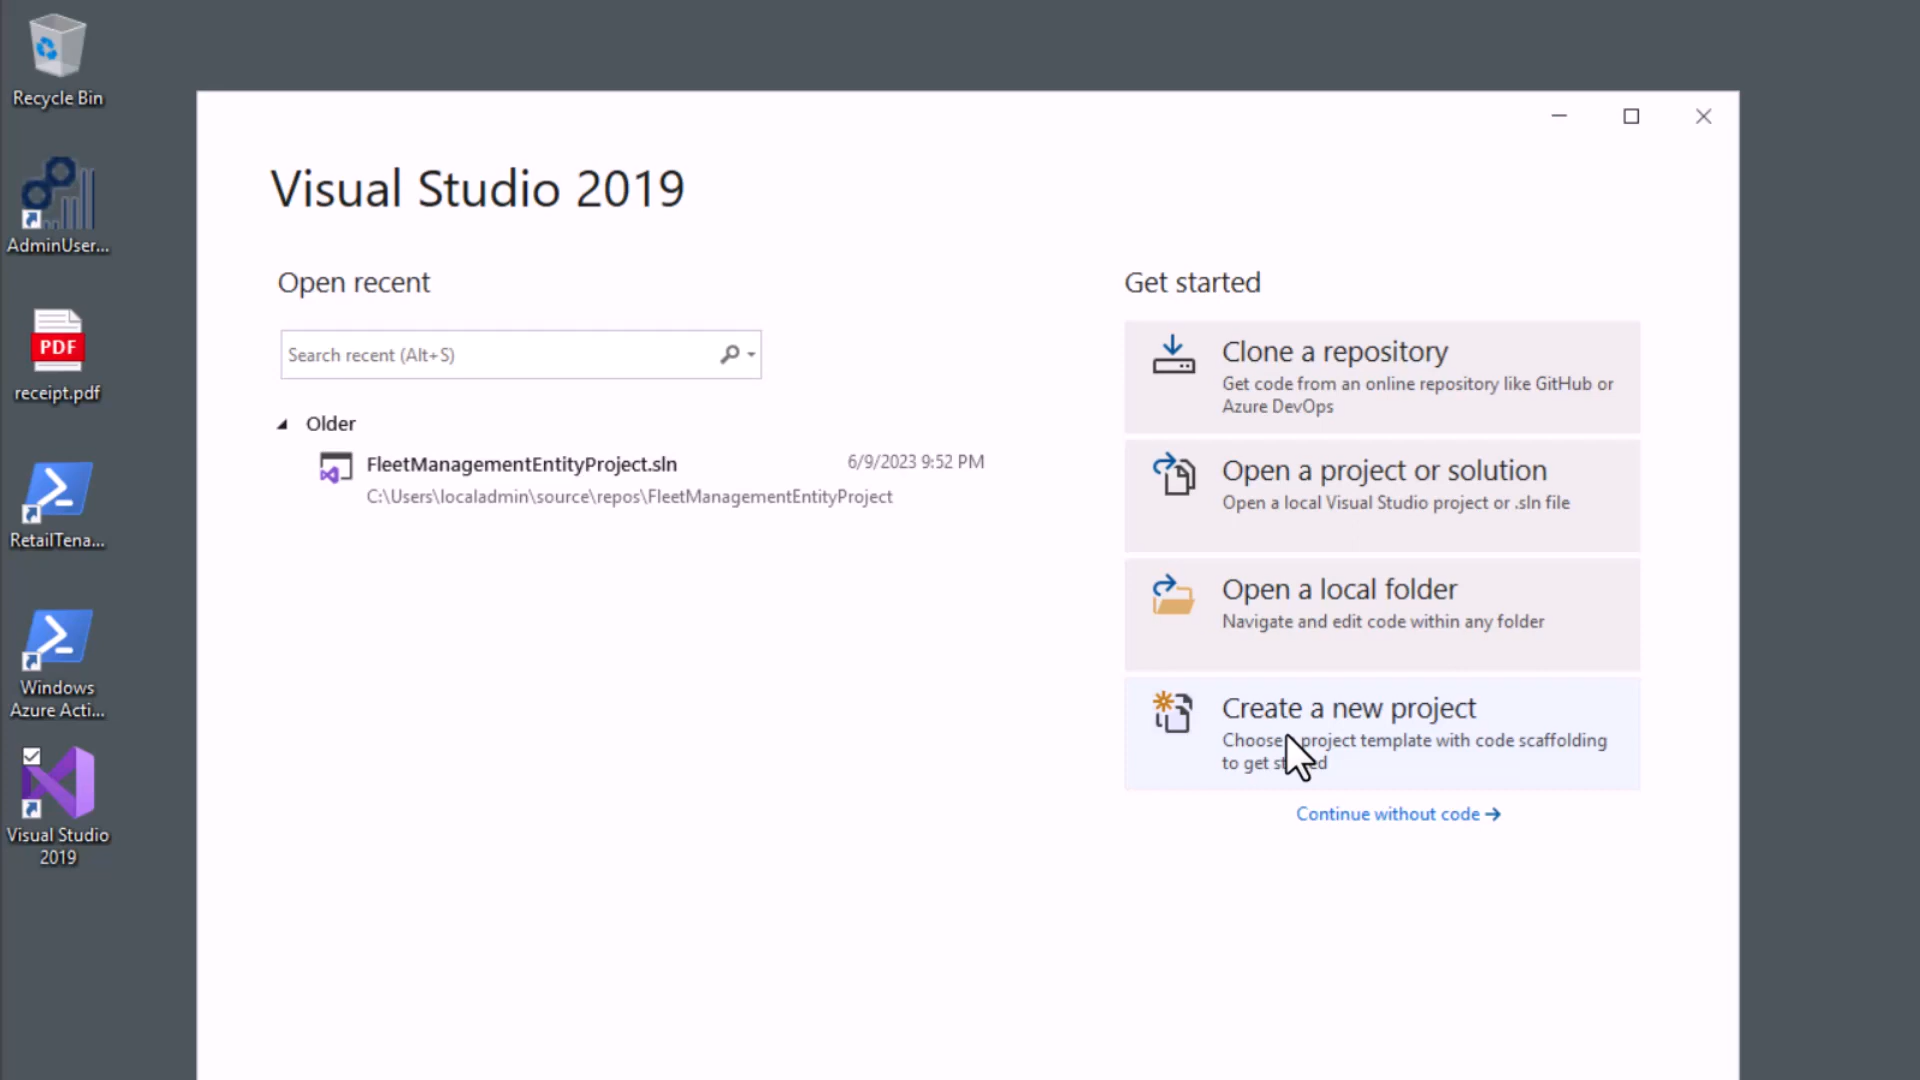 Recycle Bin
AdminUser...
PDF
receipt.pdf
RetailTena...
Windows
Azure Acti...
Visual Studio
2019
Visual Studio 2019
Open recent
Search recent (Alt+S)
Older
FleetManagementEntityProject.sln
6/9/2023 9:52 PM
C:\Users\localadmin\source\repos\FleetManagementEntityProject
Get started
Clone a repository
Get code from an online repository like GitHub or
Azure DevOps
Open a project or solution
Open a local Visual Studio project or .sln file
Open a local folder
Navigate and edit code within any folder
Create a new project
Choose project template with code scaffolding
to get
Continue without code